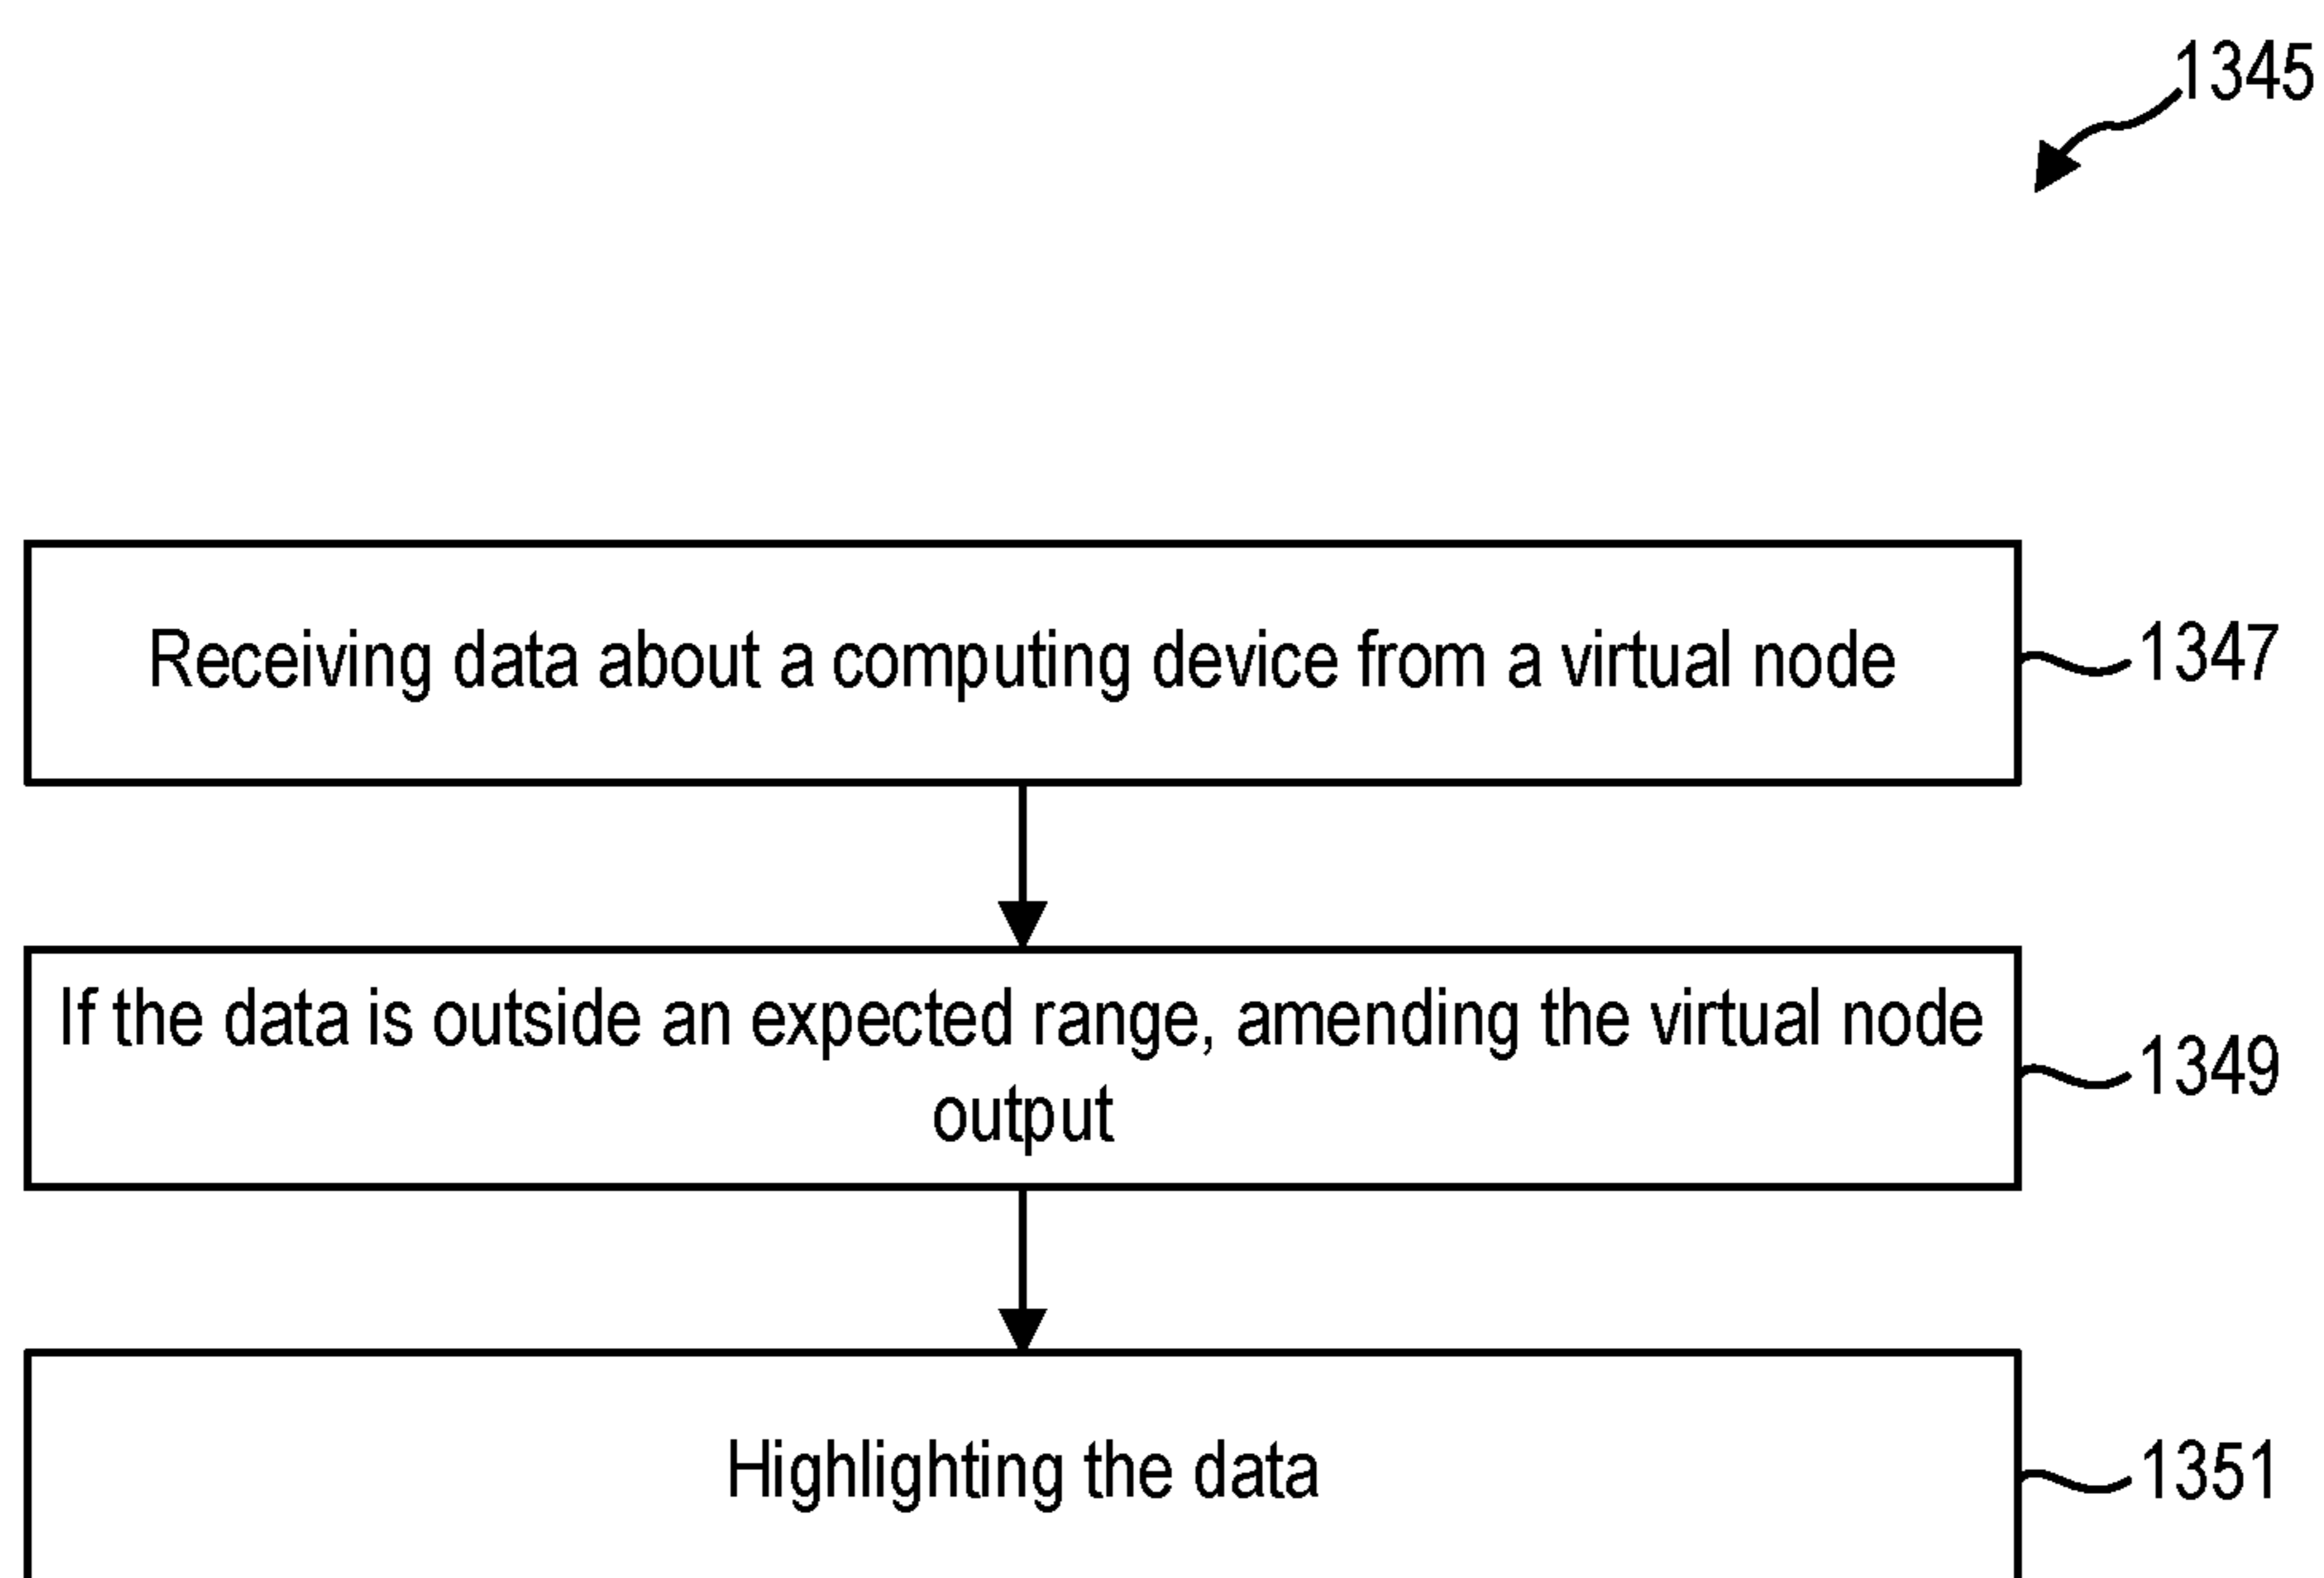 1345
Receiving data about a computing device from a virtual node
1347
If the data is outside an expected range, amending the virtual node
output
1349
Highlighting the data
1351